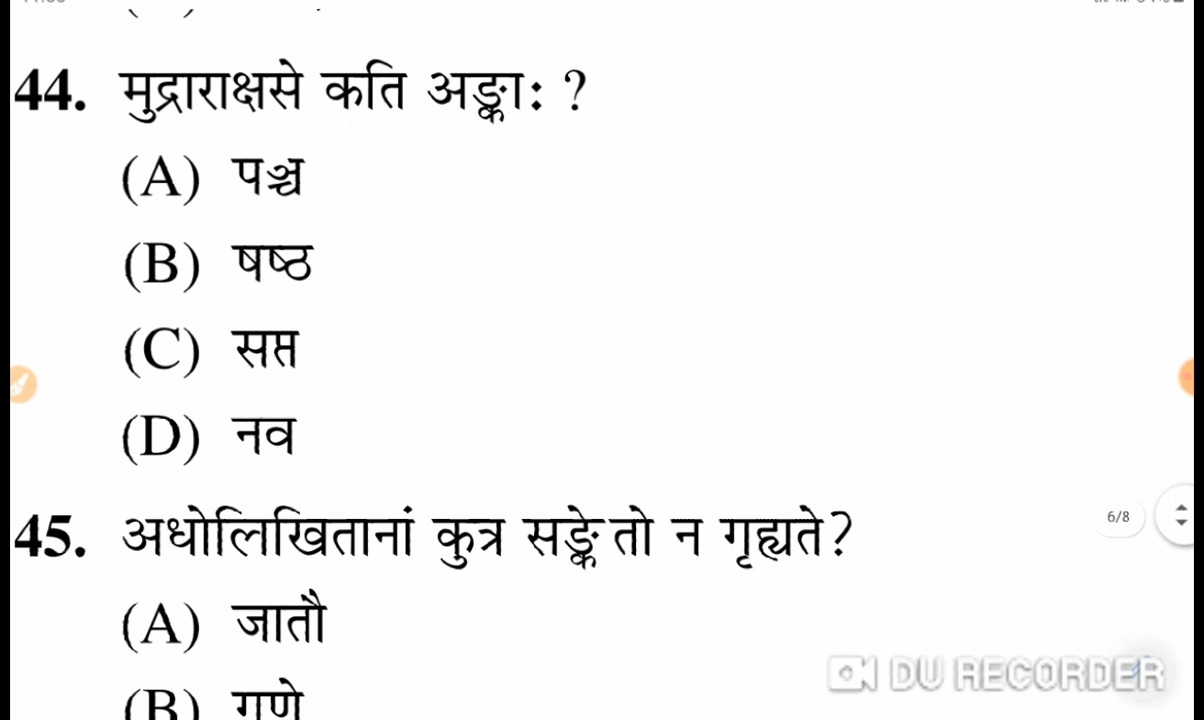 44. मुद्राराक्षसे कति अङ्काः ?
(A) पञ्च
(B) षष्ठ
(C) सप्त
(D) नव
45. अधोलिखितानां कुत्र सङ्केतो न गृह्यते?
6/8
(A) जातौ
(B) गुणे
DU RECORDER